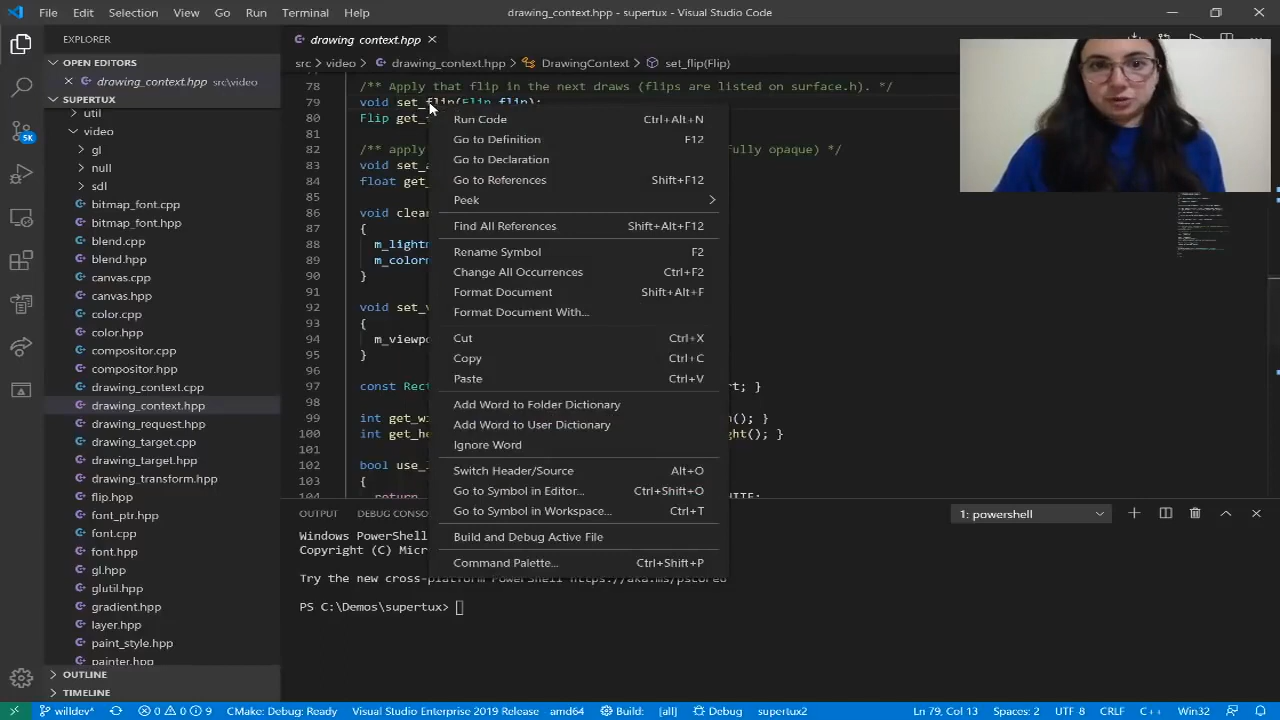 File Edit Selection View Go Run Terminal Help
drawing_context.hpp - supertux - Visual Studio Code
EXPLORER
OPEN EDITORS
drawing_context.hpp src\video
SUPERTUX
util
video
gl
null
sdl
bitmap_font.cpp
bitmap_font.hpp
blend.cpp
blend.hpp
canvas.cpp
canvas.hpp
color.cpp
color.hpp
compositor.cpp
compositor.hpp
drawing_context.cpp
drawing_context.hpp
drawing_request.hpp
drawing_target.cpp
drawing_target.hpp
drawing_transform.hpp
flip.hpp
font_ptr.hpp
font.cpp
font.hpp
gl.hpp
glutil.hpp
gradient.hpp
layer.hpp
paint_style.hpp
painter.hpp
OUTLINE
TIMELINE
drawing_context.hpp
src > video > drawing_context.hpp > DrawingContext > set_flip(Flip)
78 /** Apply that flip in the next draws (flips are listed on surface.h). */
79 void set_flip(Flip flip);
80 Flip get_
81
82 /** apply fully opaque) */
83 void set_a
84 float get_
85
86 void clear
87 {
88 m_lightm
89 m_colorm
90 }
91
92 void set_v
93 {
94 m_viewpo
95 }
96
97 const Rect rt; }
98
99 int get_wi h(); }
100 int get_he ght(); }
101
102 bool use_
103 {
104 return HITE;
Run Code Ctrl+Alt+N
Go to Definition F12
Go to Declaration
Go to References Shift+F12
Peek
Find All References Shift+Alt+F12
Rename Symbol F2
Change All Occurrences Ctrl+F2
Format Document Shift+Alt+F
Format Document With...
Cut Ctrl+X
Copy Ctrl+C
Paste Ctrl+V
Add Word to Folder Dictionary
Add Word to User Dictionary
Ignore Word
Switch Header/Source Alt+O
Go to Symbol in Editor... Ctrl+Shift+O
Go to Symbol in Workspace... Ctrl+T
Build and Debug Active File
Command Palette... Ctrl+Shift+P
OUTPUT DEBUG CONSO
1: powershell
Windows PowerShell
Copyright (C) Micr
Try the new cross-platform PowerShell https://aka.ms/pscore6
PS C:\Demos\supertux>
willdev* 0 0 9 CMake: Debug: Ready Visual Studio Enterprise 2019 Release - amd64 Build: [all] Debug supertux2 Ln 79, Col 13 Spaces: 2 UTF-8 CRLF C++ Win32